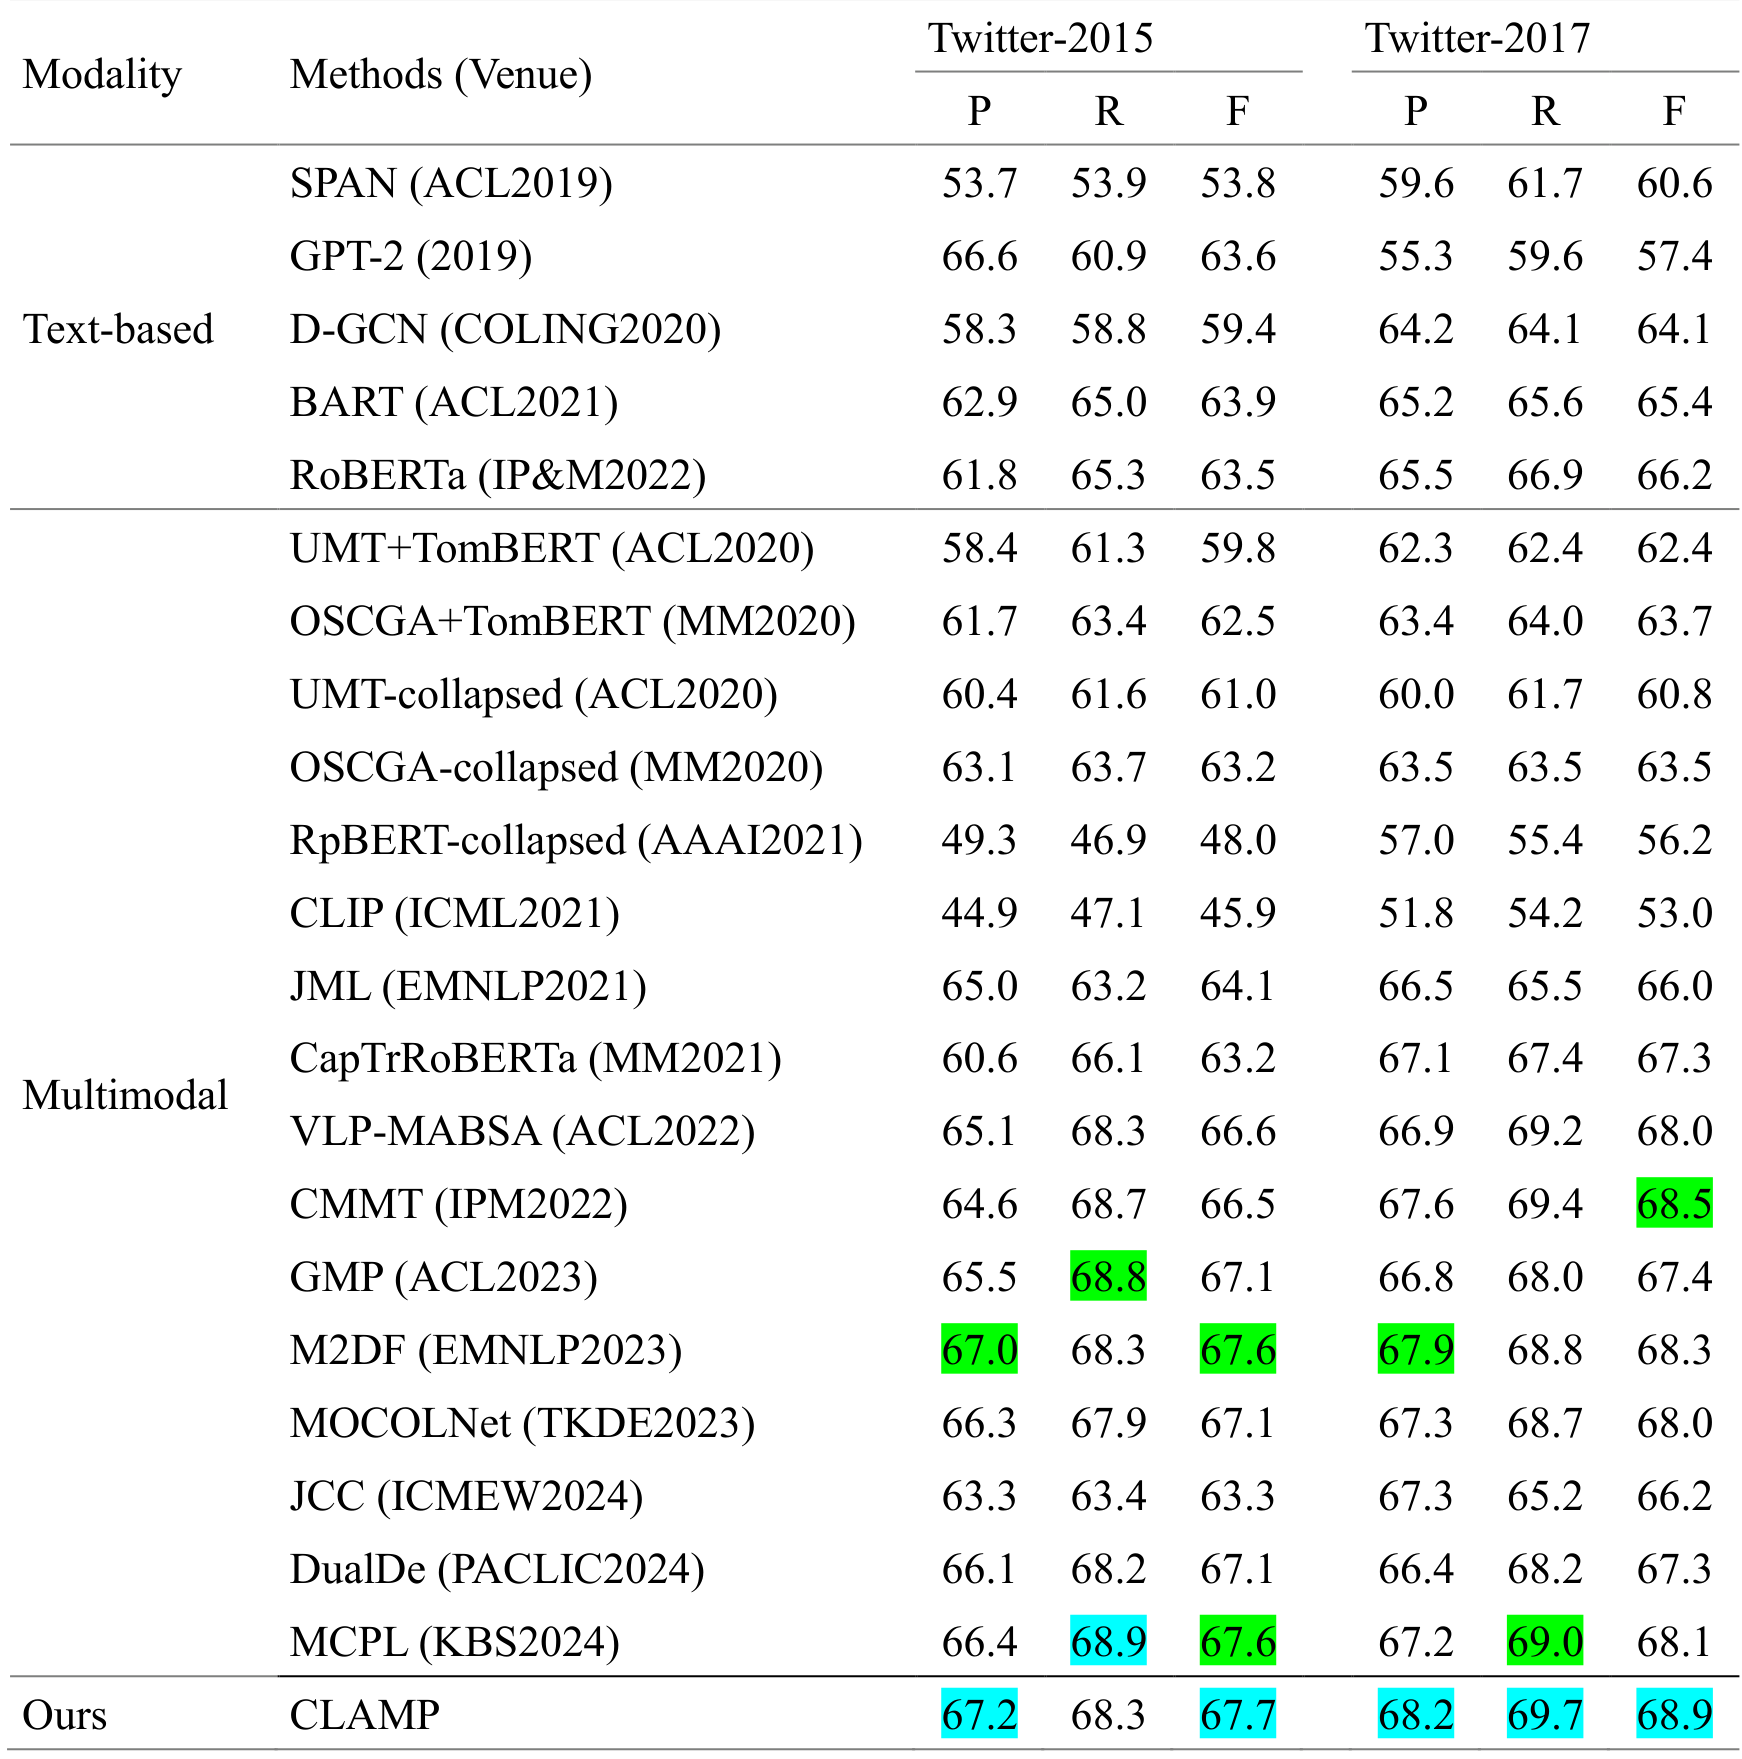 Modality Methods (Venue) Twitter-2015 Twitter-2017
P R F P R F
Text-based
SPAN (ACL2019) 53.7 53.9 53.8 59.6 61.7 60.6
GPT-2 (2019) 66.6 60.9 63.6 55.3 59.6 57.4
D-GCN (COLING2020) 58.3 58.8 59.4 64.2 64.1 64.1
BART (ACL2021) 62.9 65.0 63.9 65.2 65.6 65.4
RoBERTa (IP&M2022) 61.8 65.3 63.5 65.5 66.9 66.2
Multimodal
UMT+TomBERT (ACL2020) 58.4 61.3 59.8 62.3 62.4 62.4
OSCGA+TomBERT (MM2020) 61.7 63.4 62.5 63.4 64.0 63.7
UMT-collapsed (ACL2020) 60.4 61.6 61.0 60.0 61.7 60.8
OSCGA-collapsed (MM2020) 63.1 63.7 63.2 63.5 63.5 63.5
RpBERT-collapsed (AAAI2021) 49.3 46.9 48.0 57.0 55.4 56.2
CLIP (ICML2021) 44.9 47.1 45.9 51.8 54.2 53.0
JML (EMNLP2021) 65.0 63.2 64.1 66.5 65.5 66.0
CapTrRoBERTa (MM2021) 60.6 66.1 63.2 67.1 67.4 67.3
VLP-MABSA (ACL2022) 65.1 68.3 66.6 66.9 69.2 68.0
CMMT (IPM2022) 64.6 68.7 66.5 67.6 69.4 68.5
GMP (ACL2023) 65.5 68.8 67.1 66.8 68.0 67.4
M2DF (EMNLP2023) 67.0 68.3 67.6 67.9 68.8 68.3
MOCOLNet (TKDE2023) 66.3 67.9 67.1 67.3 68.7 68.0
JCC (ICMEW2024) 63.3 63.4 63.3 67.3 65.2 66.2
DualDe (PACLIC2024) 66.1 68.2 67.1 66.4 68.2 67.3
MCPL (KBS2024) 66.4 68.9 67.6 67.2 69.0 68.1
Ours CLAMP 67.2 68.3 67.7 68.2 69.7 68.9